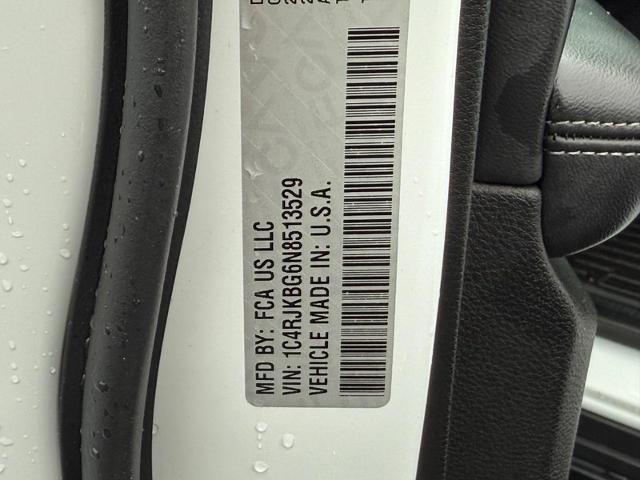 MFD BY: FCA US LLC
VIN: 1C4RJKBG6N8513529
VEHICLE MADE IN: U.S.A.